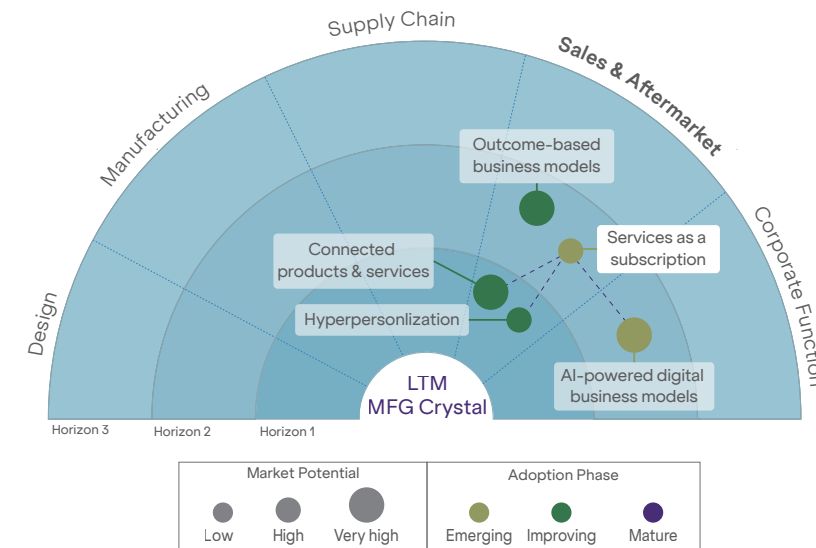 Supply Chain
Sales & Aftermarket
Manufacturing
Corporate Function
Design
Outcome-based
business models
Services as a
subscription
Connected
products & services
Hyperpersonlization
AI-powered digital
business models
LTM
MFG Crystal
Horizon 3
Horizon 2
Horizon 1
Market Potential
Adoption Phase
Low
High
Very high
Emerging
Improving
Mature